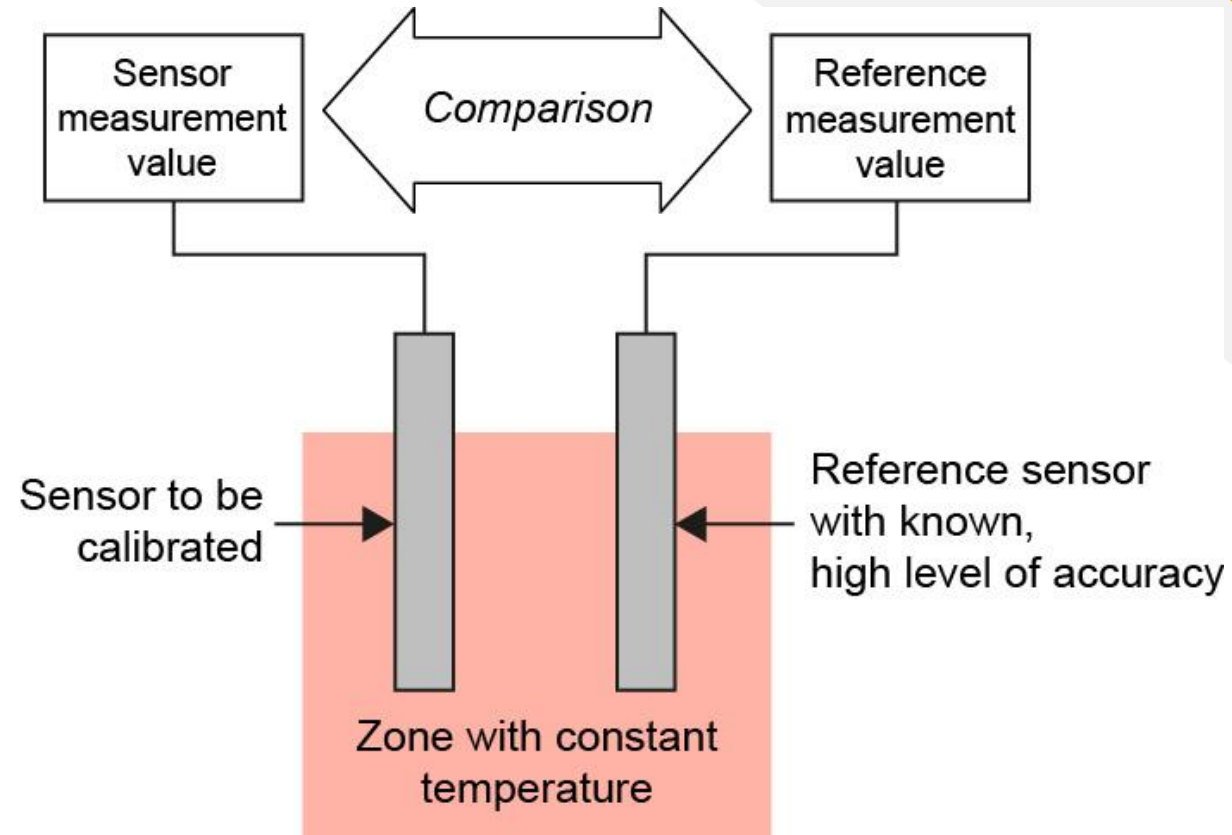 Sensor
measurement
value
Comparison
Reference
measurement
value
Sensor to be
calibrated
Reference sensor
with known,
high level of accuracy
Zone with constant
temperature